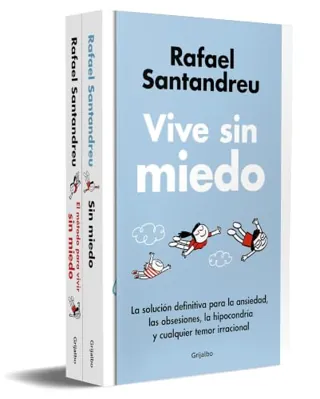 Rafael
Santandreu
Vive sin
miedo
La solución definitiva para la ansiedad,
las obsesiones, la hipocondría
y cualquier temor irracional
Grijalbo
Rafael Santandreu
Sin miedo
Grijalbo
Rafael Santandreu
El método para vivir
sin miedo
Grijalbo